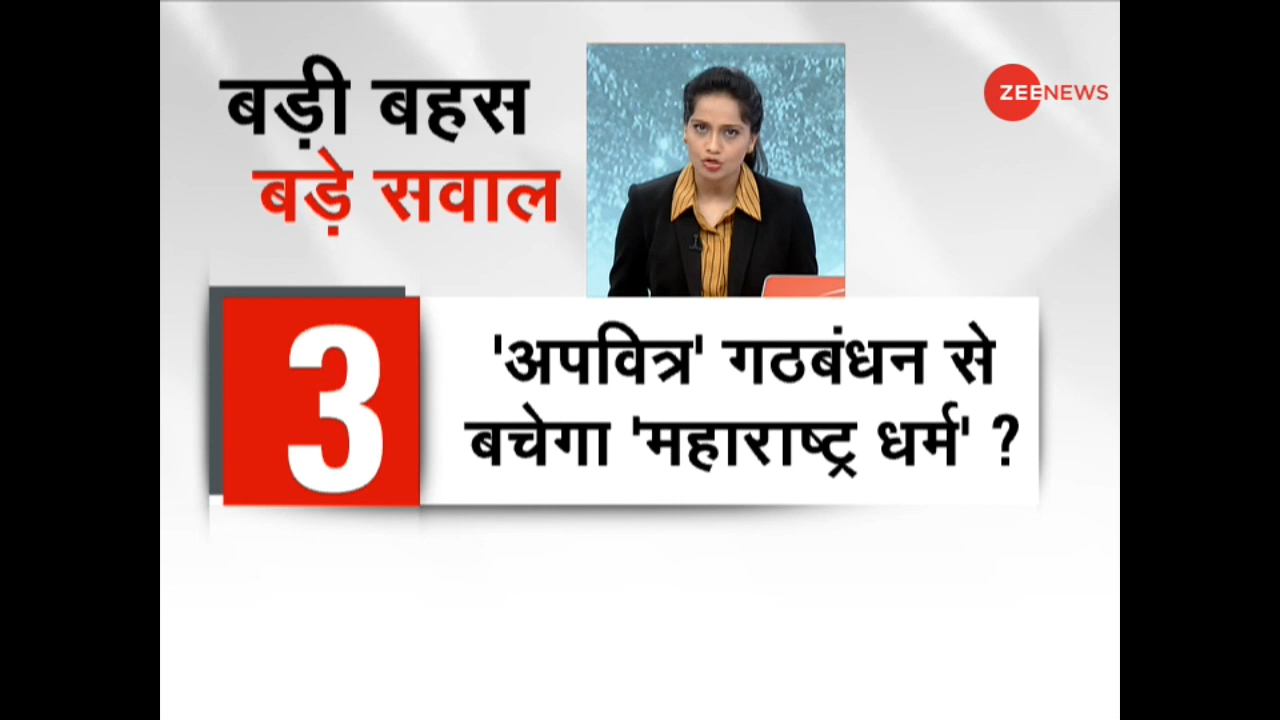 बड़ी बहस
बड़े सवाल
ZEENEWS
3
'अपवित्र' गठबंधन से
बचेगा 'महाराष्ट्र धर्म' ?